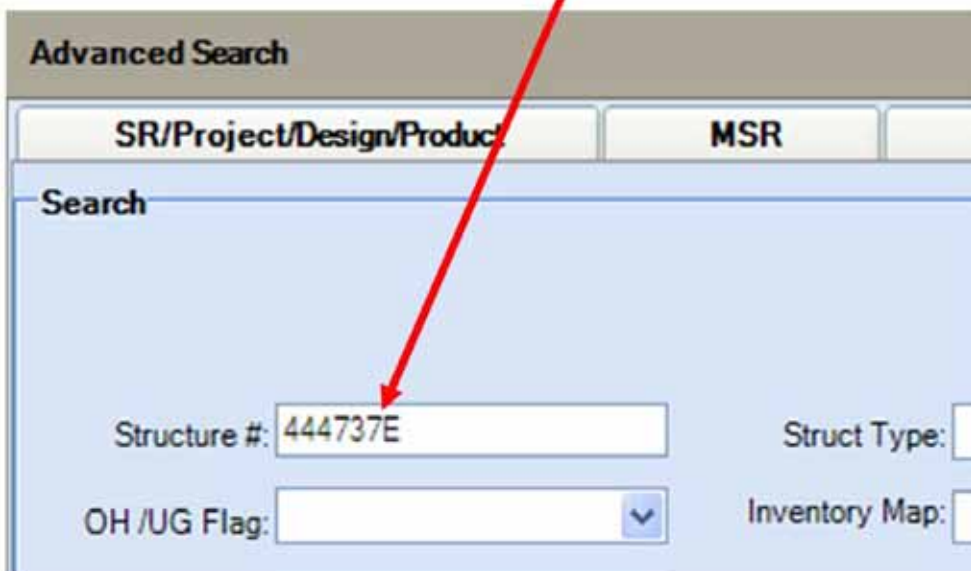 Advanced Search
SR/Project/Design/Product MSR
Search
Structure #: 444737E Struct Type:
OH /UG Flag: Inventory Map: